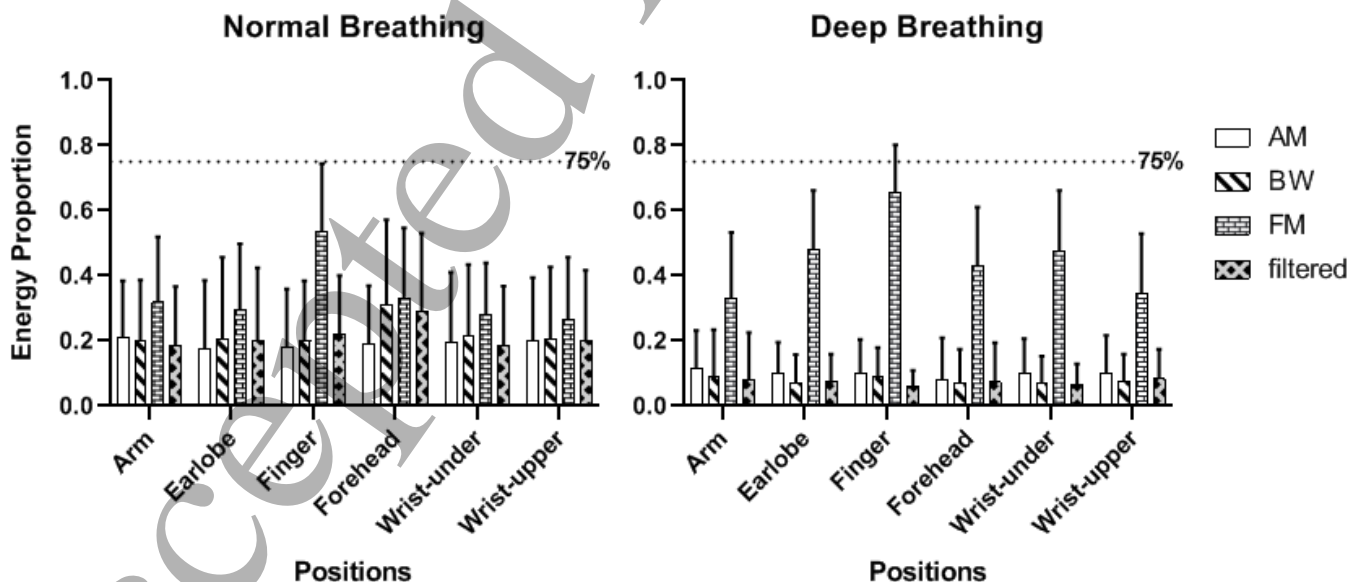 Normal Breathing
Deep Breathing
Energy Proportion
1.0
0.8
0.6
0.4
0.2
0.0
75%
Arm
Earlobe
Finger
Forehead
Wrist-under
Wrist-upper
Positions
1.0
0.8
0.6
0.4
0.2
0.0
75%
Arm
Earlobe
Finger
Forehead
Wrist-under
Wrist-upper
Positions
AM
BW
FM
filtered
cepted